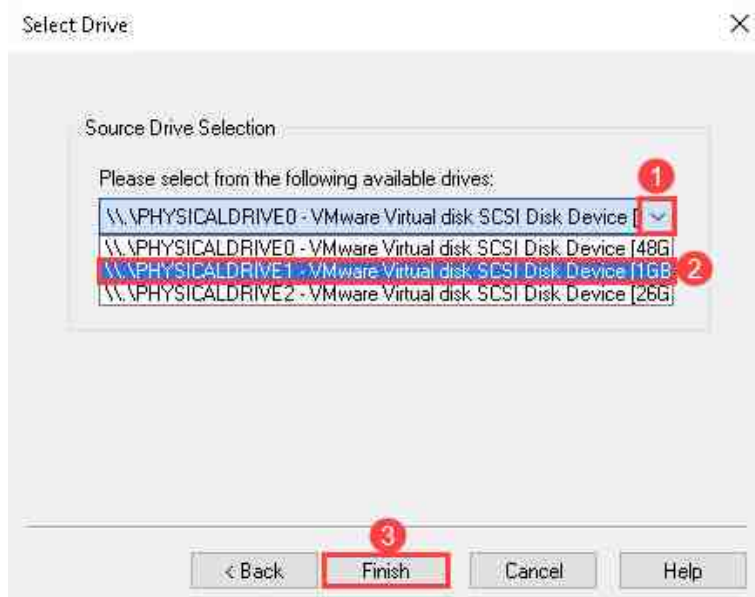 Select Drive
Source Drive Selection
Please select from the following available drives:
1
\\.\PHYSICALDRIVE0 - VMware Virtual disk SCSI Disk Device [
\\.\PHYSICALDRIVE0 - VMware Virtual disk SCSI Disk Device [48G
\\.\PHYSICALDRIVE1 - VMware Virtual disk SCSI Disk Device [1GB
2
\\.\PHYSICALDRIVE2 - VMware Virtual disk SCSI Disk Device [26G
3
< Back Finish Cancel Help